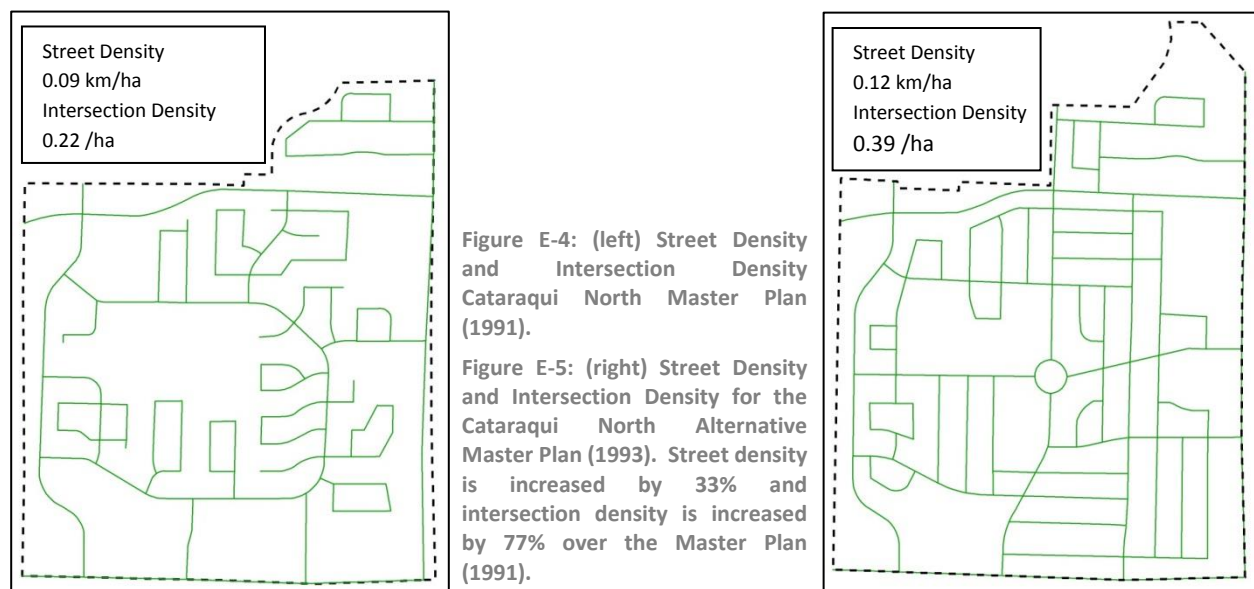 Street Density
0.09 km/ha
Intersection Density
0.22 /ha
Figure E-4: (left) Street Density
and Intersection Density
Cataraqui North Master Plan
(1991).
Figure E-5: (right) Street Density
and Intersection Density for the
Cataraqui North Alternative
Master Plan (1993). Street density
is increased by 33% and
intersection density is increased
by 77% over the Master Plan
(1991).
Street Density
0.12 km/ha
Intersection Density
0.39 /ha